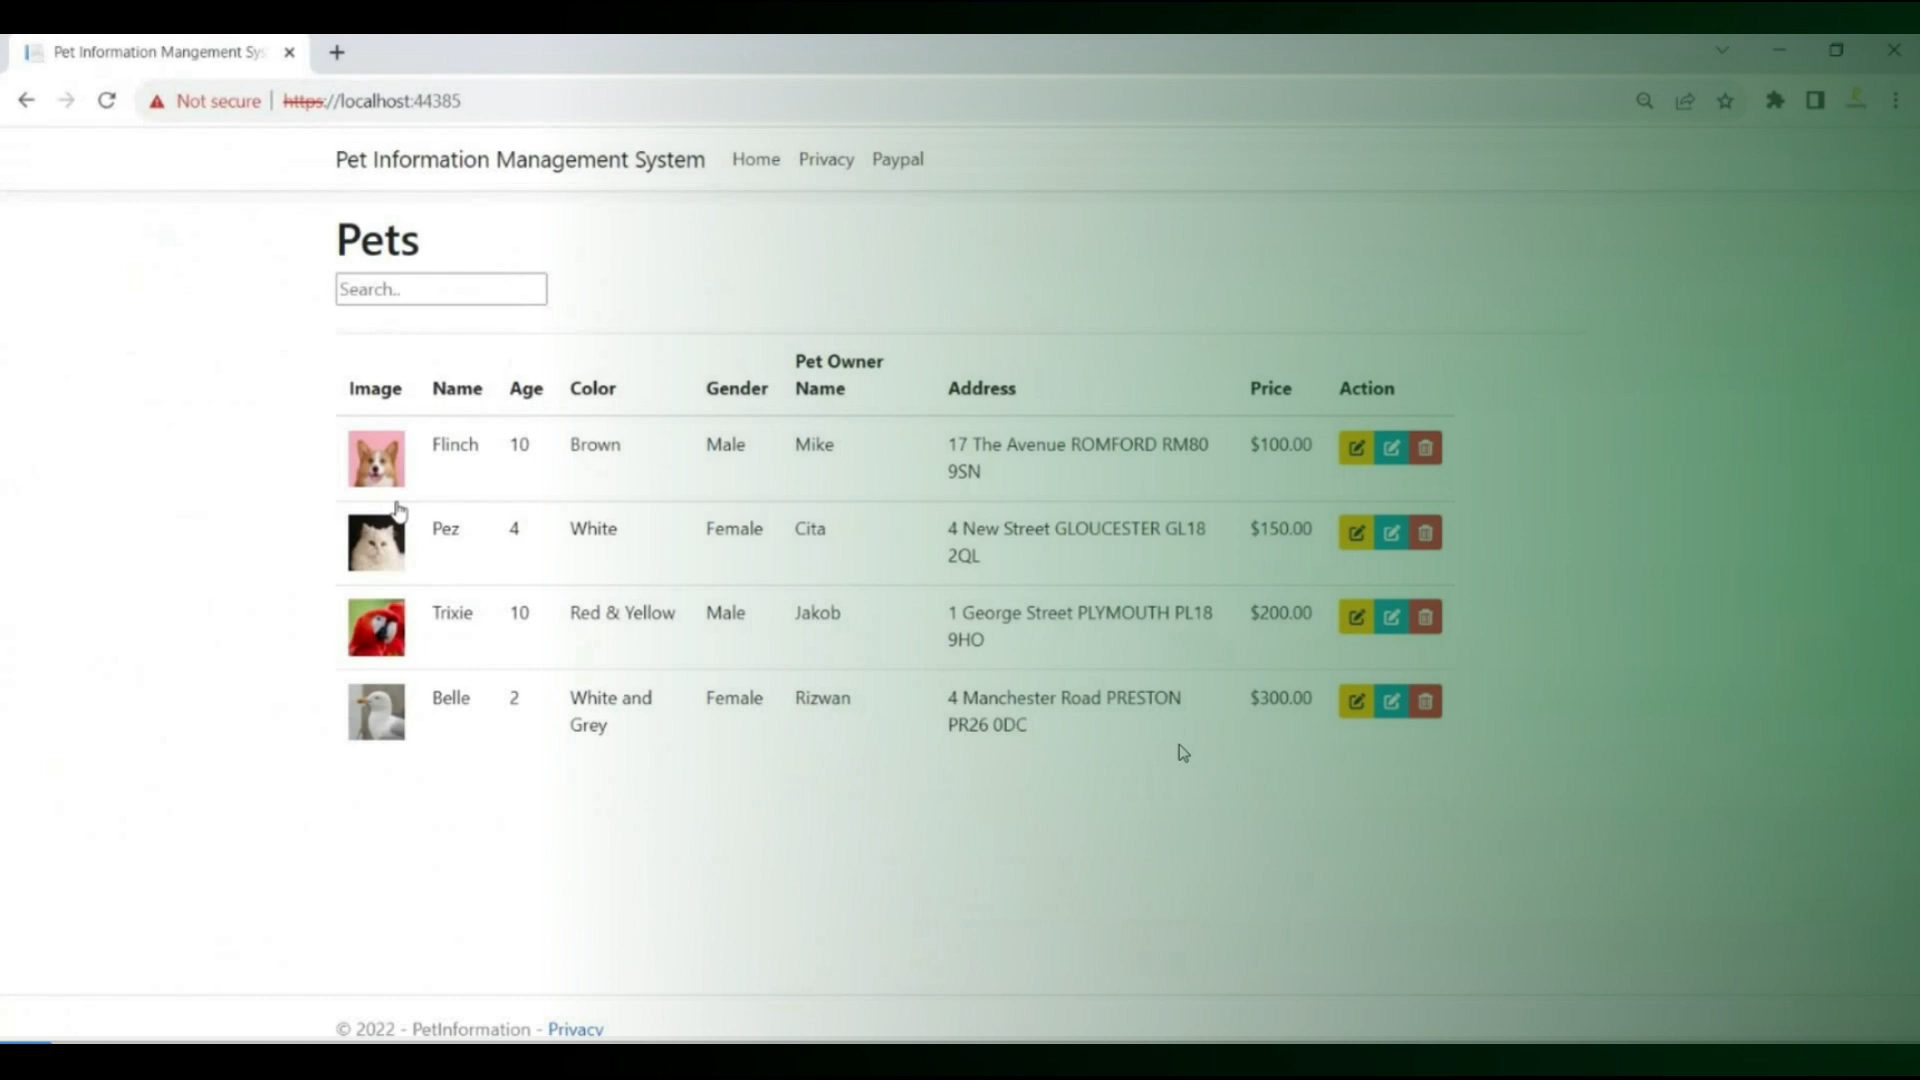 Pet Information Mangement Sys
Not secure | https://localhost:44385
Pet Information Management System Home Privacy Paypal
Pets
Search..
Image Name Age Color Gender Pet Owner Name Address Price Action
Flinch 10 Brown Male Mike 17 The Avenue ROMFORD RM80 $100.00
9SN
Pez 4 White Female Cita 4 New Street GLOUCESTER GL18 $150.00
2QL
Trixie 10 Red & Yellow Male Jakob 1 George Street PLYMOUTH PL18 $200.00
9HO
Belle 2 White and Female Rizwan 4 Manchester Road PRESTON $300.00
Grey PR26 0DC
© 2022 - PetInformation - Privacy